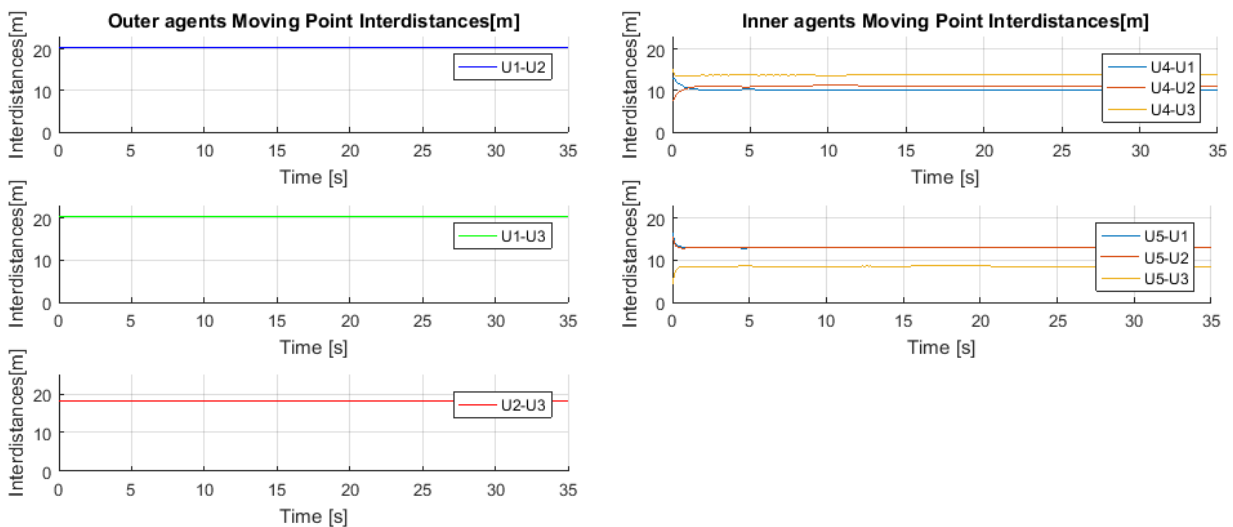 Outer agents Moving Point Interdistances[m]
Interdistances[m]
20
10
0
U1-U2
0 5 10 15 20 25 30 35
Time [s]
Interdistances[m]
20
10
0
U1-U3
0 5 10 15 20 25 30 35
Time [s]
Interdistances[m]
20
10
0
U2-U3
0 5 10 15 20 25 30 35
Time [s]
Inner agents Moving Point Interdistances[m]
Interdistances[m]
20
10
0
U4-U1
U4-U2
U4-U3
0 5 10 15 20 25 30 35
Time [s]
Interdistances[m]
20
10
0
U5-U1
U5-U2
U5-U3
0 5 10 15 20 25 30 35
Time [s]